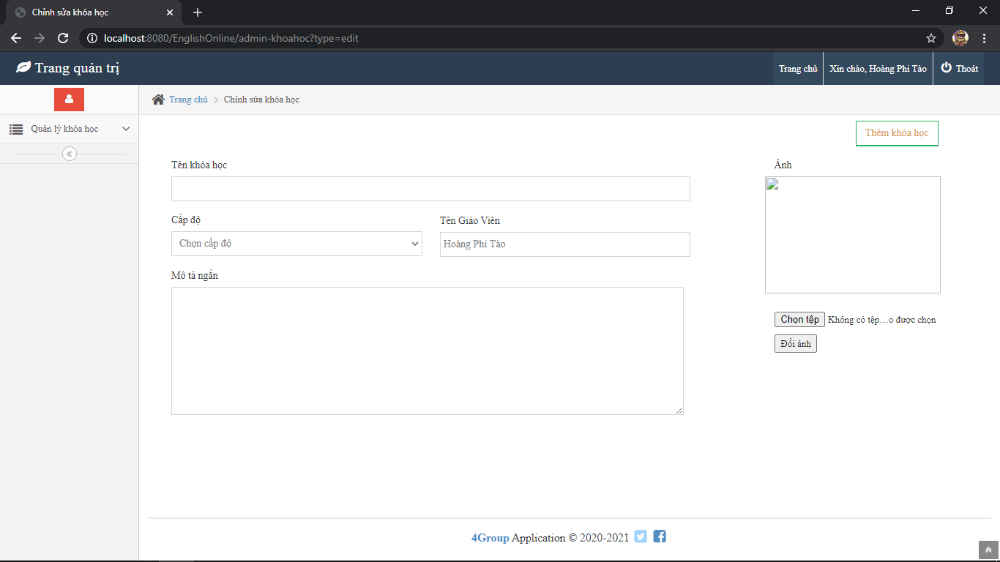 Chỉnh sửa khóa học
localhost:8080/EnglishOnline/admin-khoahoc?type=edit
Trang quản trị
Trang chủ
Xin chào, Hoàng Phi Tào
Thoát
Trang chủ
Chỉnh sửa khóa học
Quản lý khóa học
Thêm khóa học
Tên khóa học
Ảnh
Cấp độ
Tên Giáo Viên
Chọn cấp độ
Hoàng Phi Tào
Mô tả ngắn
Chọn tệp Không có tệp…o được chọn
Đổi ảnh
4Group Application © 2020-2021